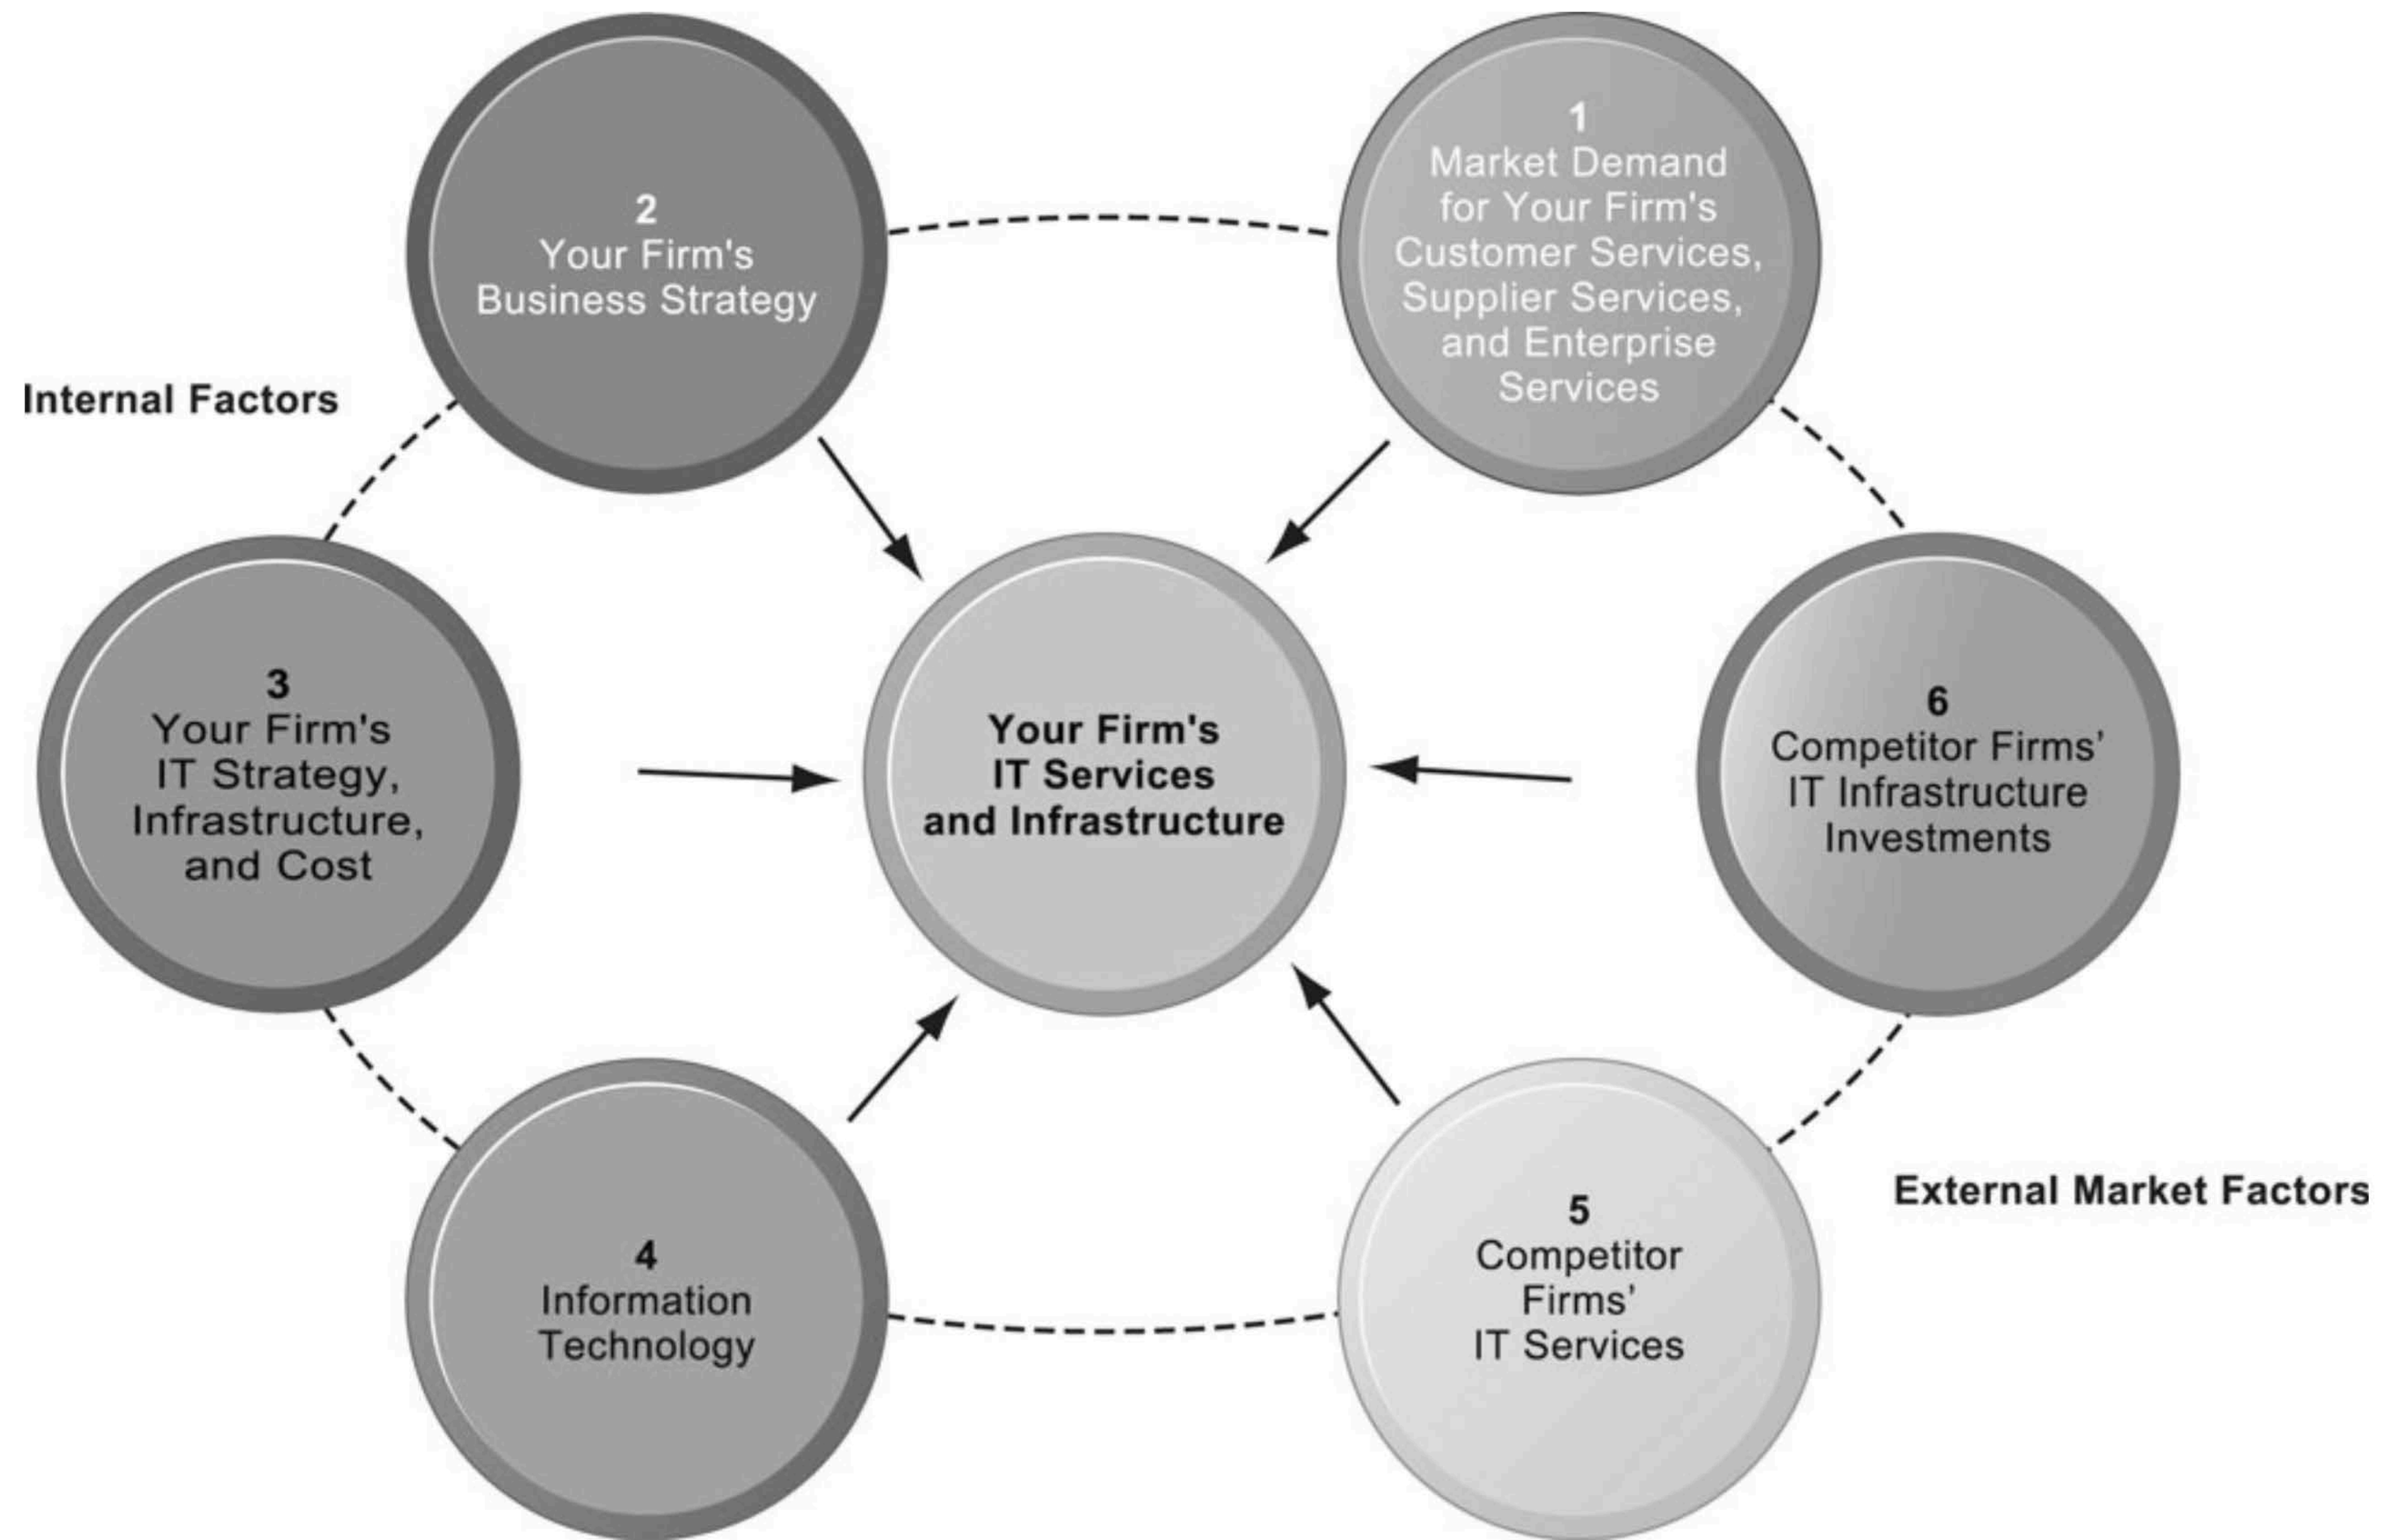 2
Your Firm's
Business Strategy
1
Market Demand
for Your Firm's
Customer Services,
Supplier Services,
and Enterprise
Services
Internal Factors
3
Your Firm's
IT Strategy,
Infrastructure,
and Cost
Your Firm's
IT Services
and Infrastructure
6
Competitor Firms’
IT Infrastructure
Investments
4
Information
Technology
5
Competitor
Firms’
IT Services
External Market Factors